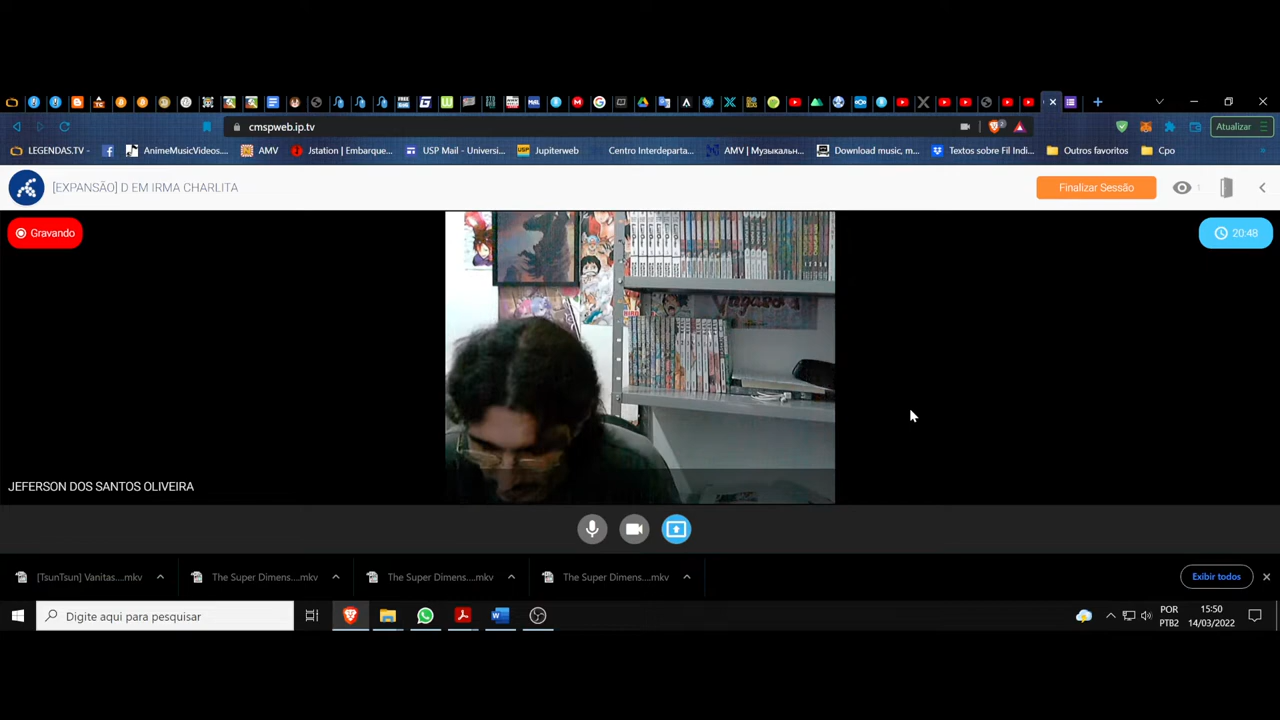 cmspweb.ip.tv
Atualizar
LEGENDAS.TV - AnimeMusicVideos.... AMV Jstation | Embarque... USP Mail - Universi... Jupiterweb Centro Interdeparta... AMV | Музыкальн... Download music, m... Textos sobre Fil Indi... Outros favoritos Cpo
[EXPANSÃO] D EM IRMA CHARLITA
Finalizar Sessão
1
Gravando
20:48
JEFERSON DOS SANTOS OLIVEIRA
[TsunTsun] Vanitas....mkv The Super Dimens....mkv The Super Dimens....mkv The Super Dimens....mkv Exibir todos
Digite aqui para pesquisar
POR
PTB2
15:50
14/03/2022